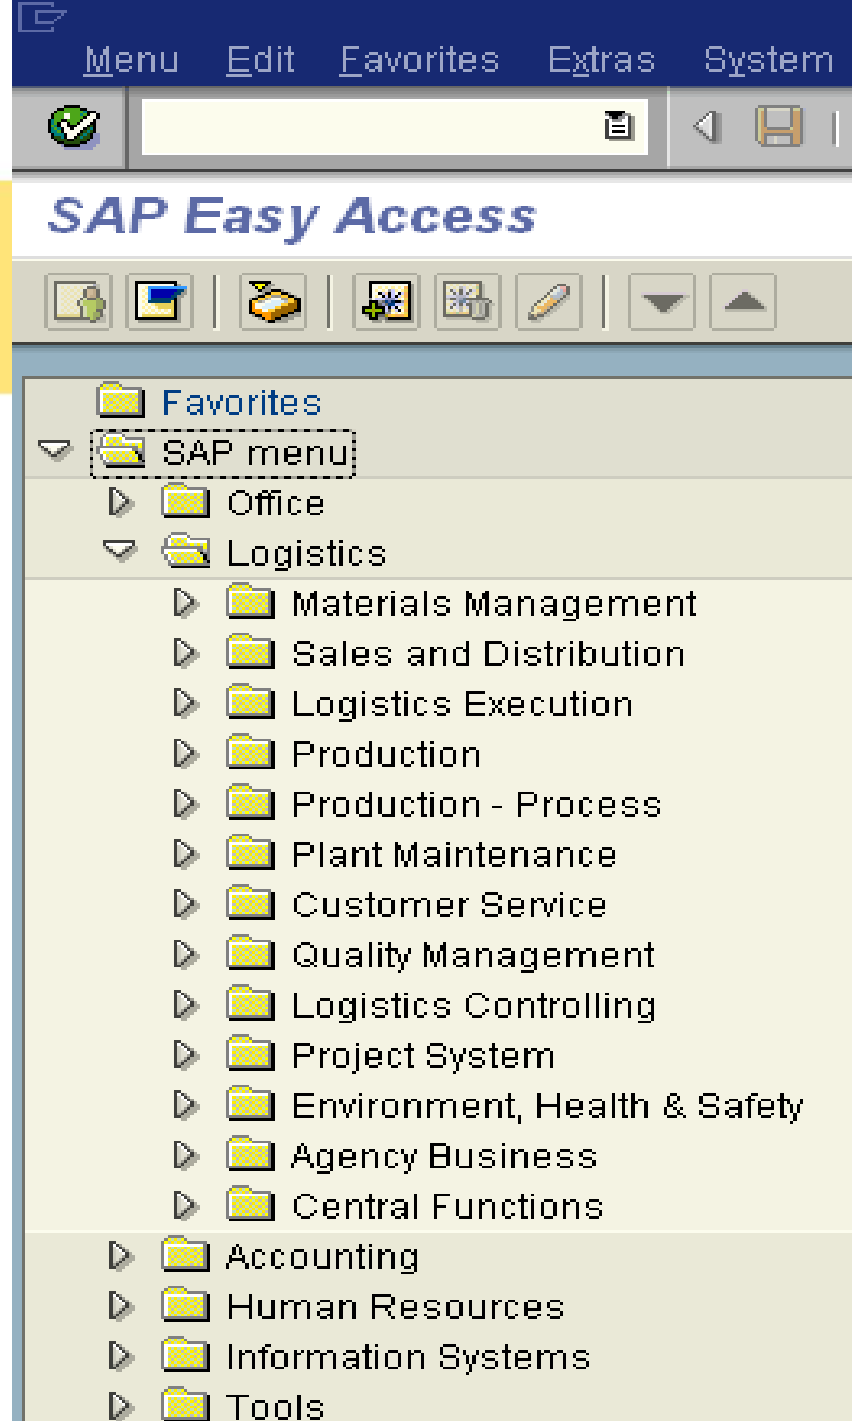 Menu Edit Favorites Extras System
SAP Easy Access
Favorites
SAP menu
Office
Logistics
Materials Management
Sales and Distribution
Logistics Execution
Production
Production - Process
Plant Maintenance
Customer Service
Quality Management
Logistics Controlling
Project System
Environment, Health & Safety
Agency Business
Central Functions
Accounting
Human Resources
Information Systems
Tools